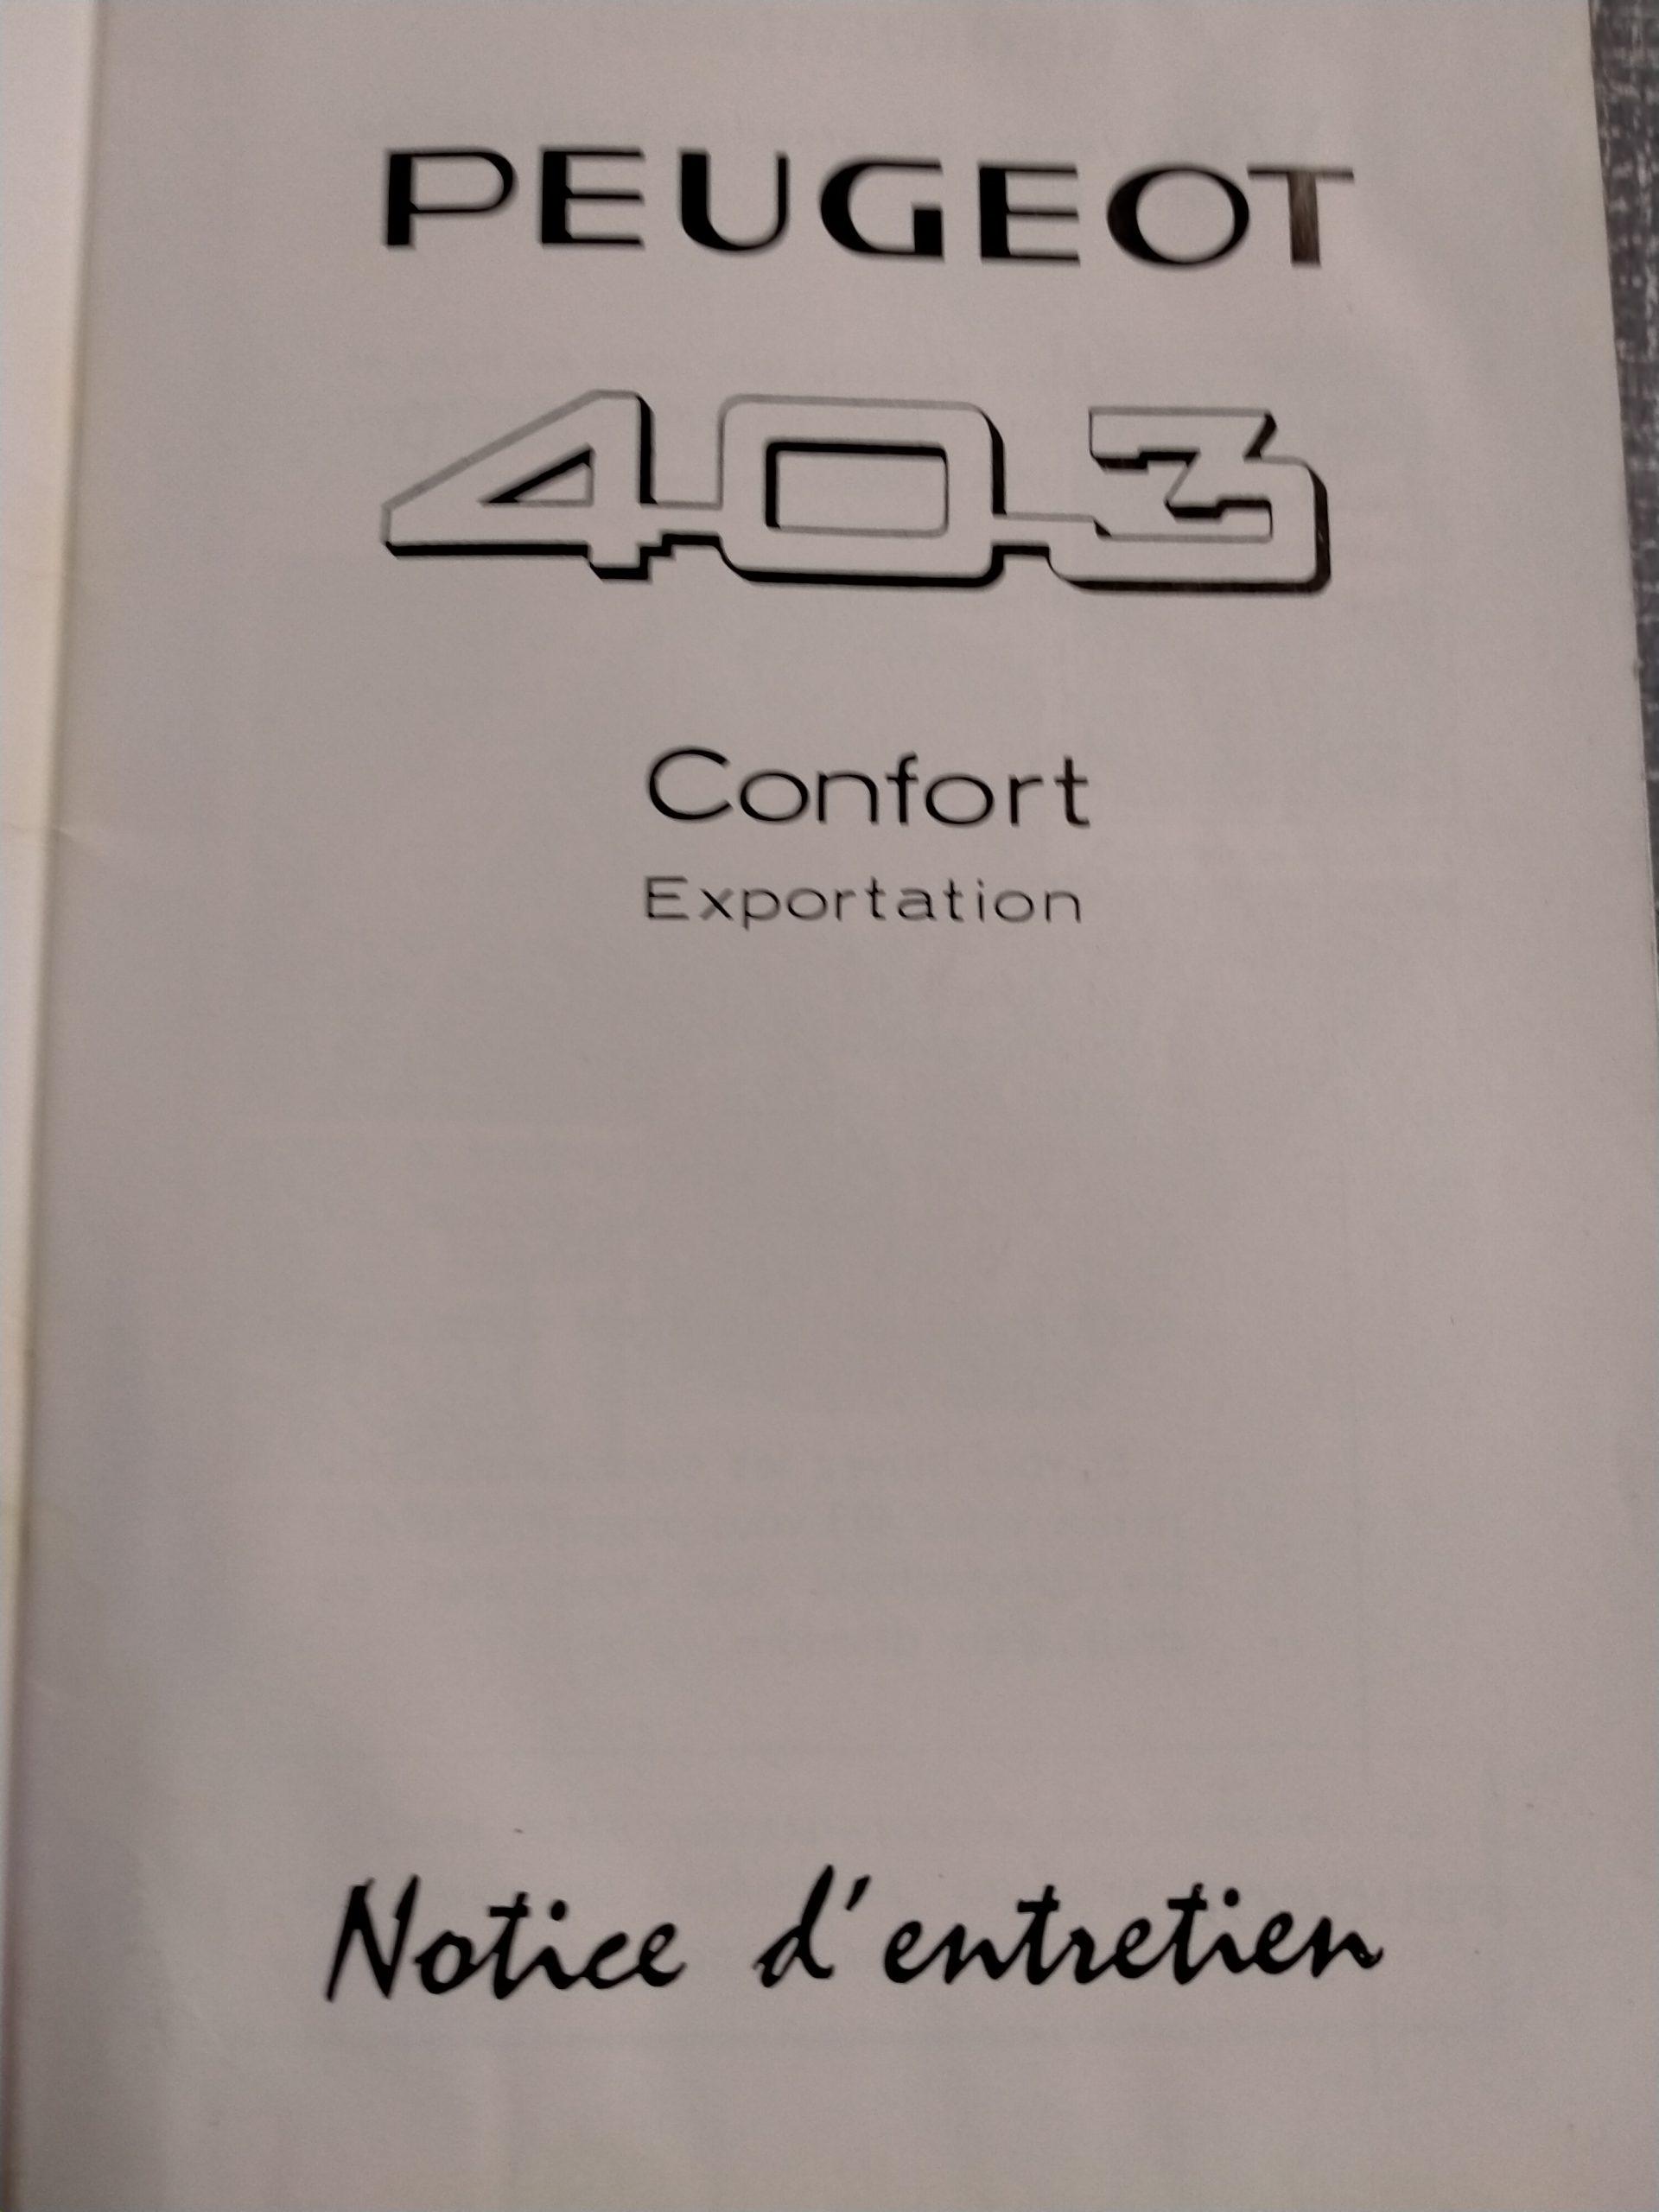 PEUGEOT
403
Confort
Exportation
Notice d'entretien